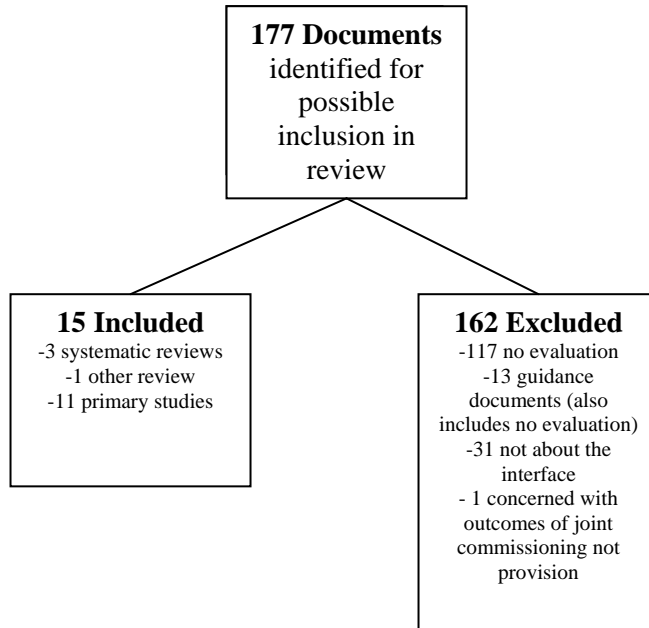 177 Documents
identified for
possible
inclusion in
review
15 Included
-3 systematic reviews
-1 other review
-11 primary studies
162 Excluded
-117 no evaluation
-13 guidance
documents (also
includes no evaluation)
-31 not about the
interface
- 1 concerned with
outcomes of joint
commissioning not
provision